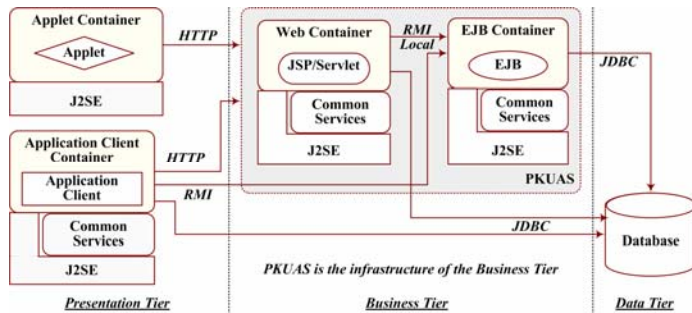 Applet Container
Applet
J2SE
HTTP
Application Client
Container
Application
Client
Common
Services
J2SE
HTTP
RMI
Web Container
JSP/Servlet
Common
Services
J2SE
RMI
Local
EJB Container
EJB
Common
Services
J2SE
PKUAS
JDBC
JDBC
Database
PKUAS is the infrastructure of the Business Tier
Presentation Tier
Business Tier
Data Tier